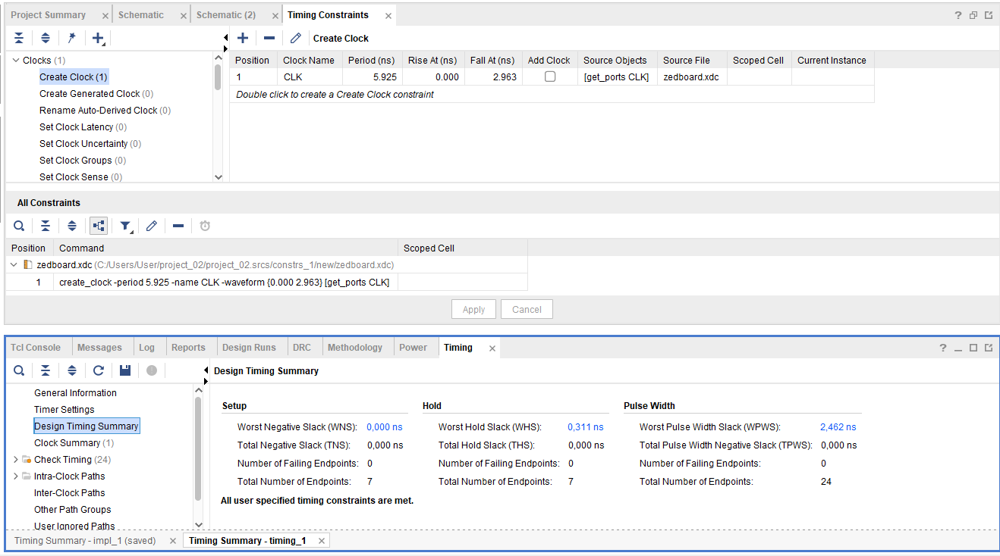 Project Summary Schematic Schematic (2) Timing Constraints
Create Clock
Clocks (1)
Create Clock (1)
Create Generated Clock (0)
Rename Auto-Derived Clock (0)
Set Clock Latency (0)
Set Clock Uncertainty (0)
Set Clock Groups (0)
Set Clock Sense (0)
Position Clock Name Period (ns) Rise At (ns) Fall At (ns) Add Clock Source Objects Source File Scoped Cell Current Instance
1 CLK 5.925 0.000 2.963 [get_ports CLK] zedboard.xdc
Double click to create a Create Clock constraint
All Constraints
Position Command Scoped Cell
zedboard.xdc (C:/Users/User/project_02/project_02.srcs/constrs_1/new/zedboard.xdc)
1 create_clock -period 5.925 -name CLK -waveform {0.000 2.963} [get_ports CLK]
Apply Cancel
Tcl Console Messages Log Reports Design Runs DRC Methodology Power Timing
Design Timing Summary
General Information
Timer Settings
Design Timing Summary
Clock Summary (1)
Check Timing (24)
Intra-Clock Paths
Inter-Clock Paths
Other Path Groups
User Ignored Paths
Setup Hold Pulse Width
Worst Negative Slack (WNS): 0,000 ns Worst Hold Slack (WHS): 0,311 ns Worst Pulse Width Slack (WPWS): 2,462 ns
Total Negative Slack (TNS): 0,000 ns Total Hold Slack (THS): 0,000 ns Total Pulse Width Negative Slack (TPWS): 0,000 ns
Number of Failing Endpoints: 0 Number of Failing Endpoints: 0 Number of Failing Endpoints: 0
Total Number of Endpoints: 7 Total Number of Endpoints: 7 Total Number of Endpoints: 24
All user specified timing constraints are met.
Timing Summary - impl_1 (saved) Timing Summary - timing_1